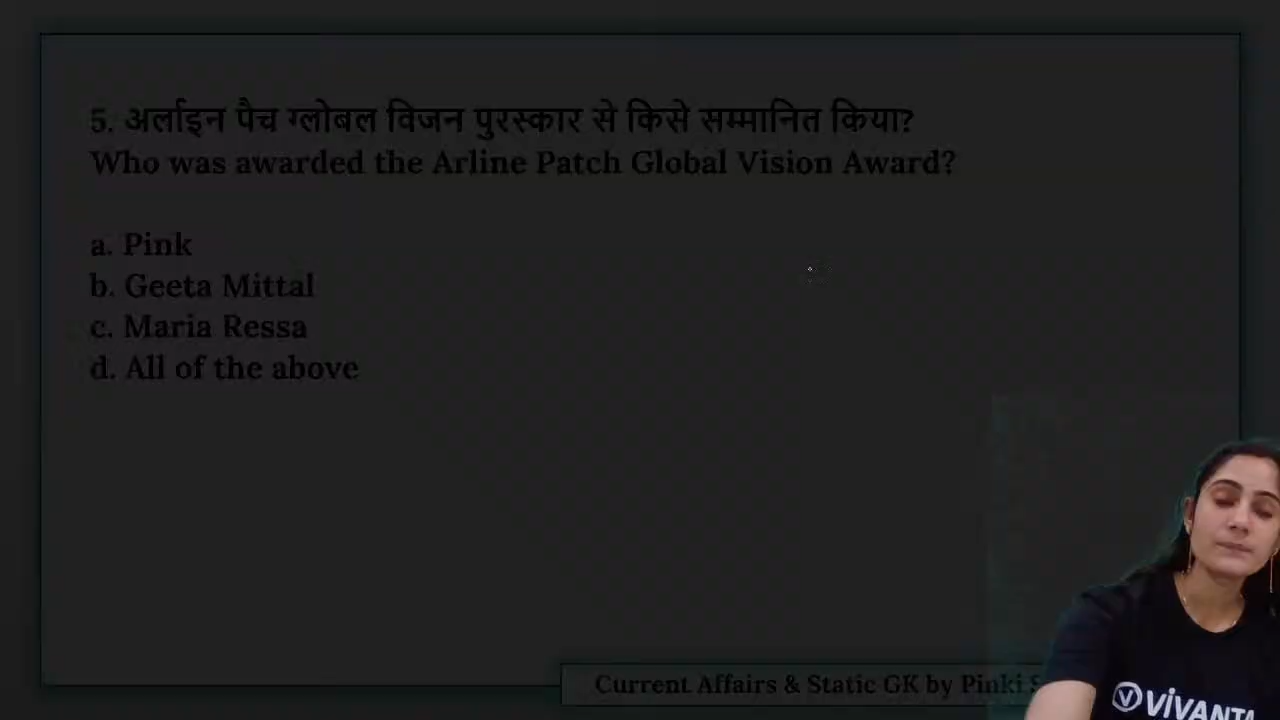 5. अर्लाइन पैच ग्लोबल विजन पुरस्कार से किसे सम्मानित किया?
Who was awarded the Arline Patch Global Vision Award?
a. Pink
b. Geeta Mittal
c. Maria Ressa
d. All of the above
Current Affairs & Static GK by Pinki S
VIVANTA